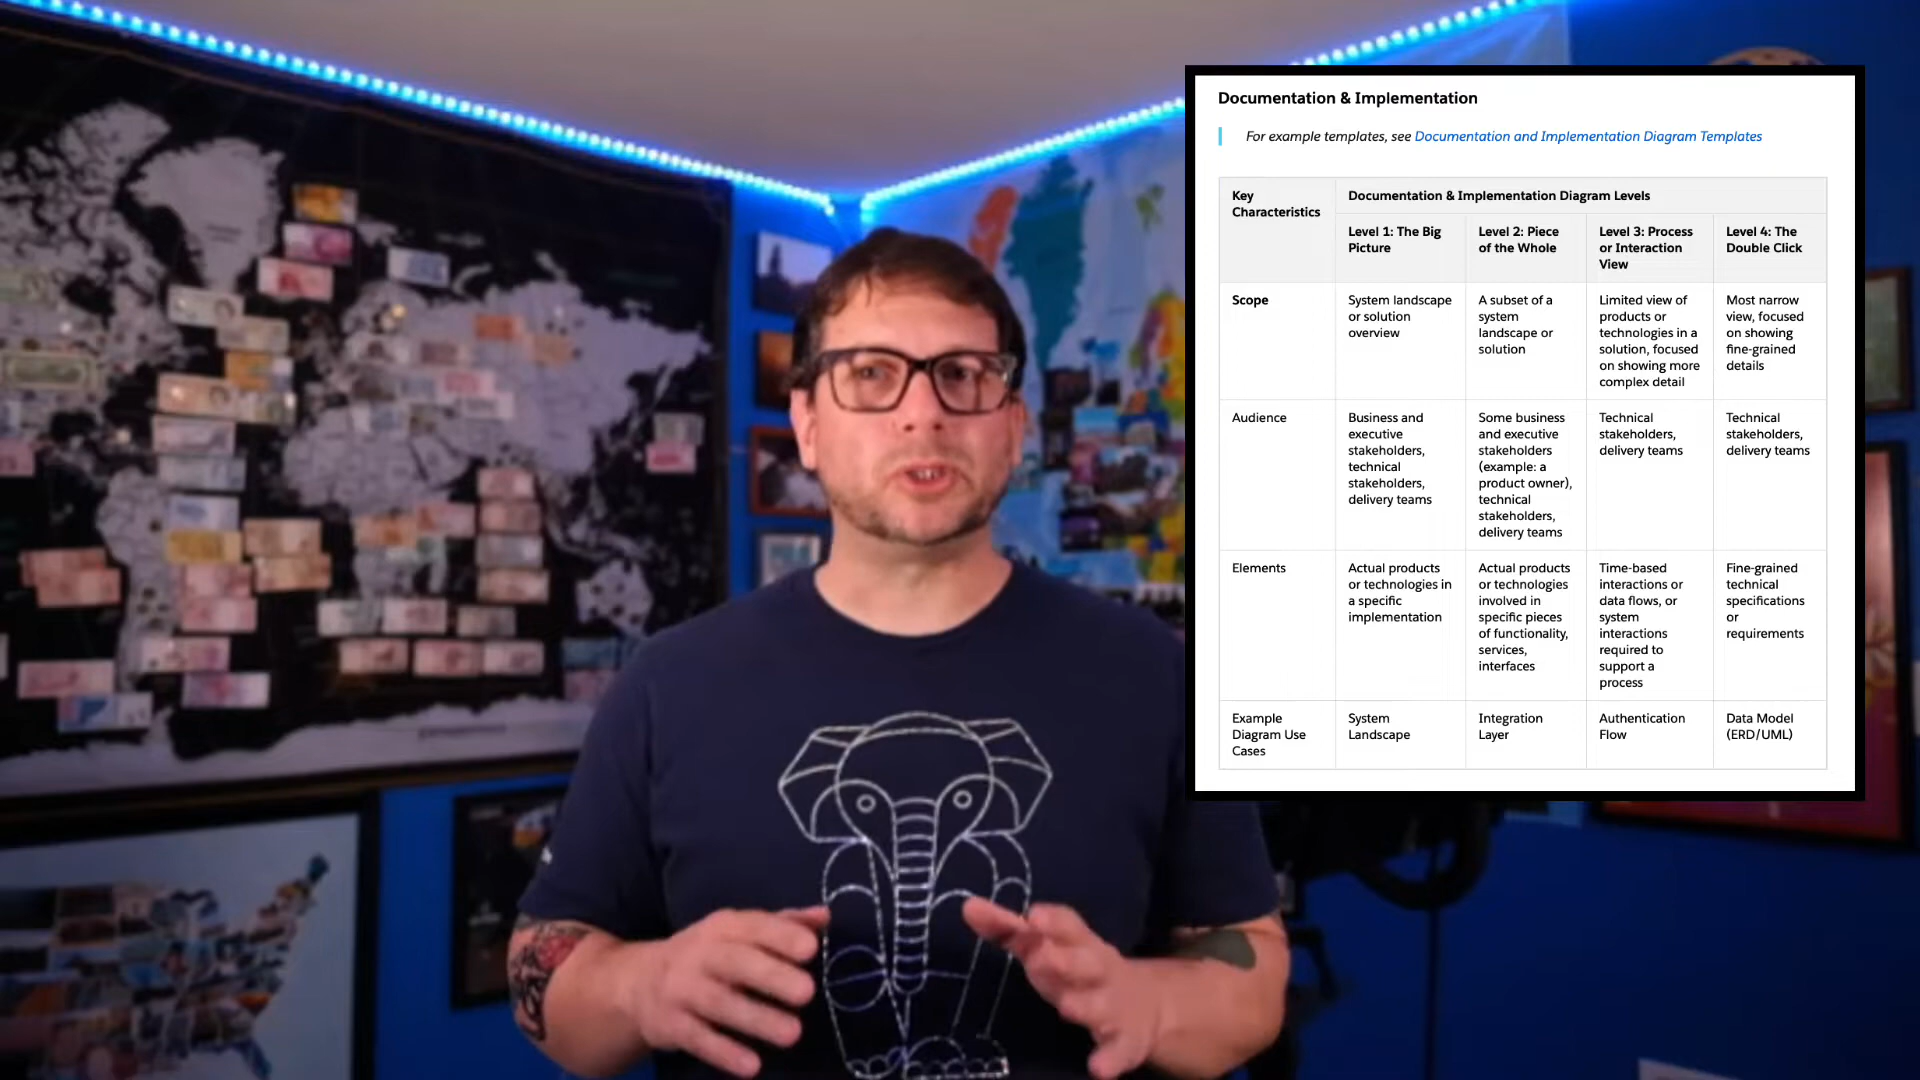 Documentation & Implementation
For example templates, see Documentation and Implementation Diagram Templates
Key
Characteristics
Documentation & Implementation Diagram Levels
Level 1: The Big
Picture
Level 2: Piece
of the Whole
Level 3: Process
or Interaction
View
Level 4: The
Double Click
Scope
System landscape
or solution
overview
A subset of a
system
landscape or
solution
Limited view of
products or
technologies in a
solution, focused
on showing more
complex detail
Most narrow
view, focused
on showing
fine-grained
details
Audience
Business and
executive
stakeholders,
technical
stakeholders,
delivery teams
Some business
and executive
stakeholders
(example: a
product owner),
technical
stakeholders,
delivery teams
Technical
stakeholders,
delivery teams
Technical
stakeholders,
delivery teams
Elements
Actual products
or technologies in
a specific
implementation
Actual products
or technologies
involved in
specific pieces
of functionality,
services,
interfaces
Time-based
interactions or
data flows, or
system
interactions
required to
support a
process
Fine-grained
technical
specifications
or
requirements
Example
Diagram Use
Cases
System
Landscape
Integration
Layer
Authentication
Flow
Data Model
(ERD/UML)